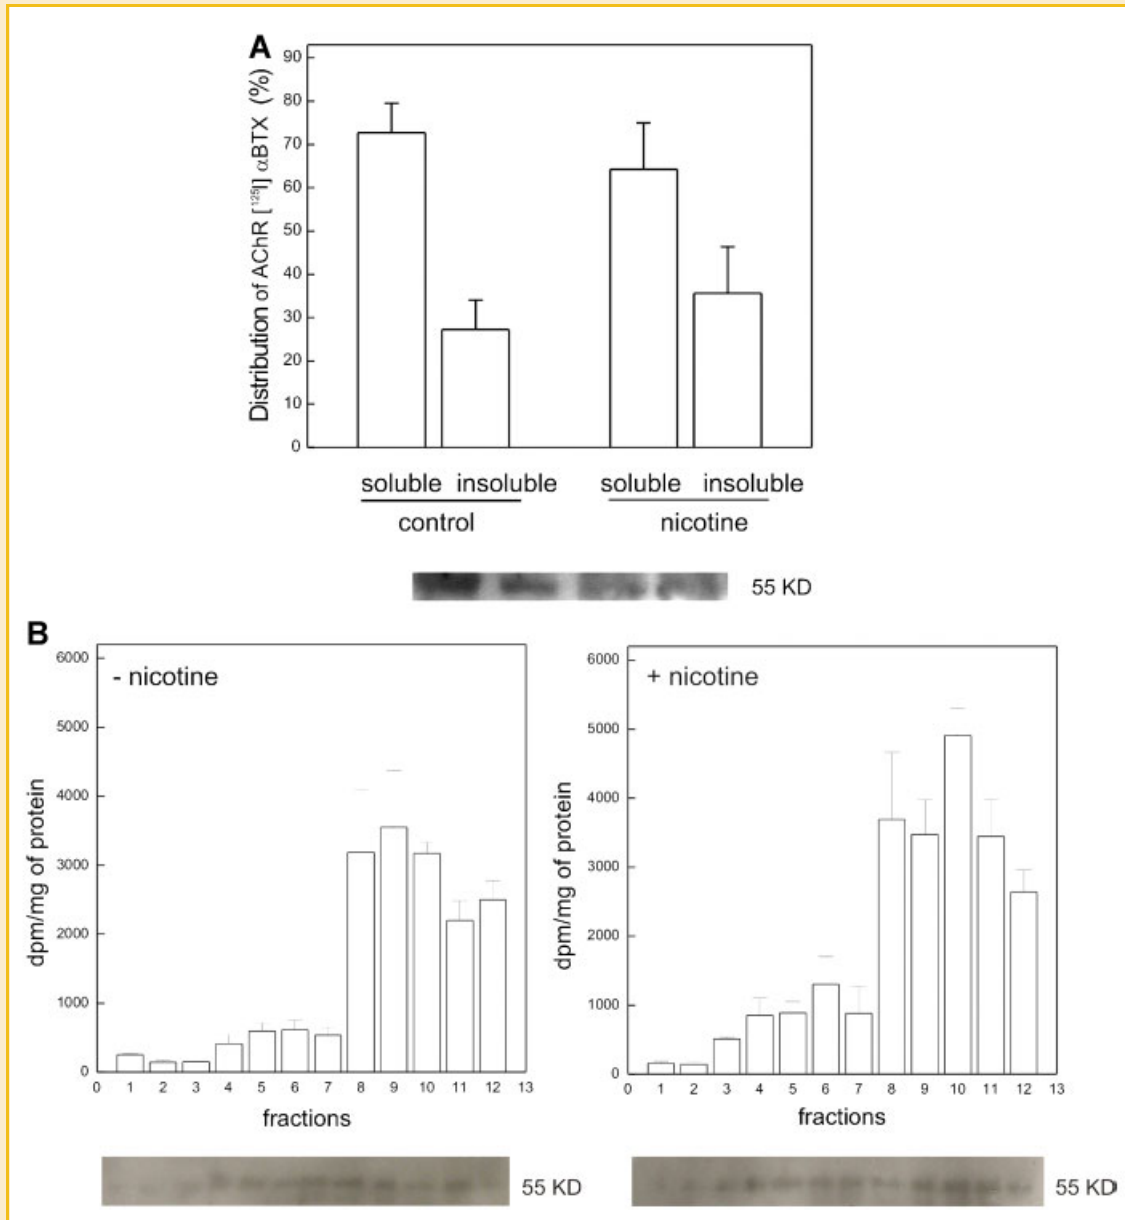 A
Distribution of AChR [¹²⁵I] αBTX (%)
90
80
70
60
50
40
30
20
10
0
soluble insoluble soluble insoluble
control nicotine
55 KD
B
- nicotine
dpm/mg of protein
6000
5000
4000
3000
2000
1000
0
0 1 2 3 4 5 6 7 8 9 10 11 12 13
fractions
55 KD
+ nicotine
dpm/mg of protein
6000
5000
4000
3000
2000
1000
0
0 1 2 3 4 5 6 7 8 9 10 11 12 13
fractions
55 KD